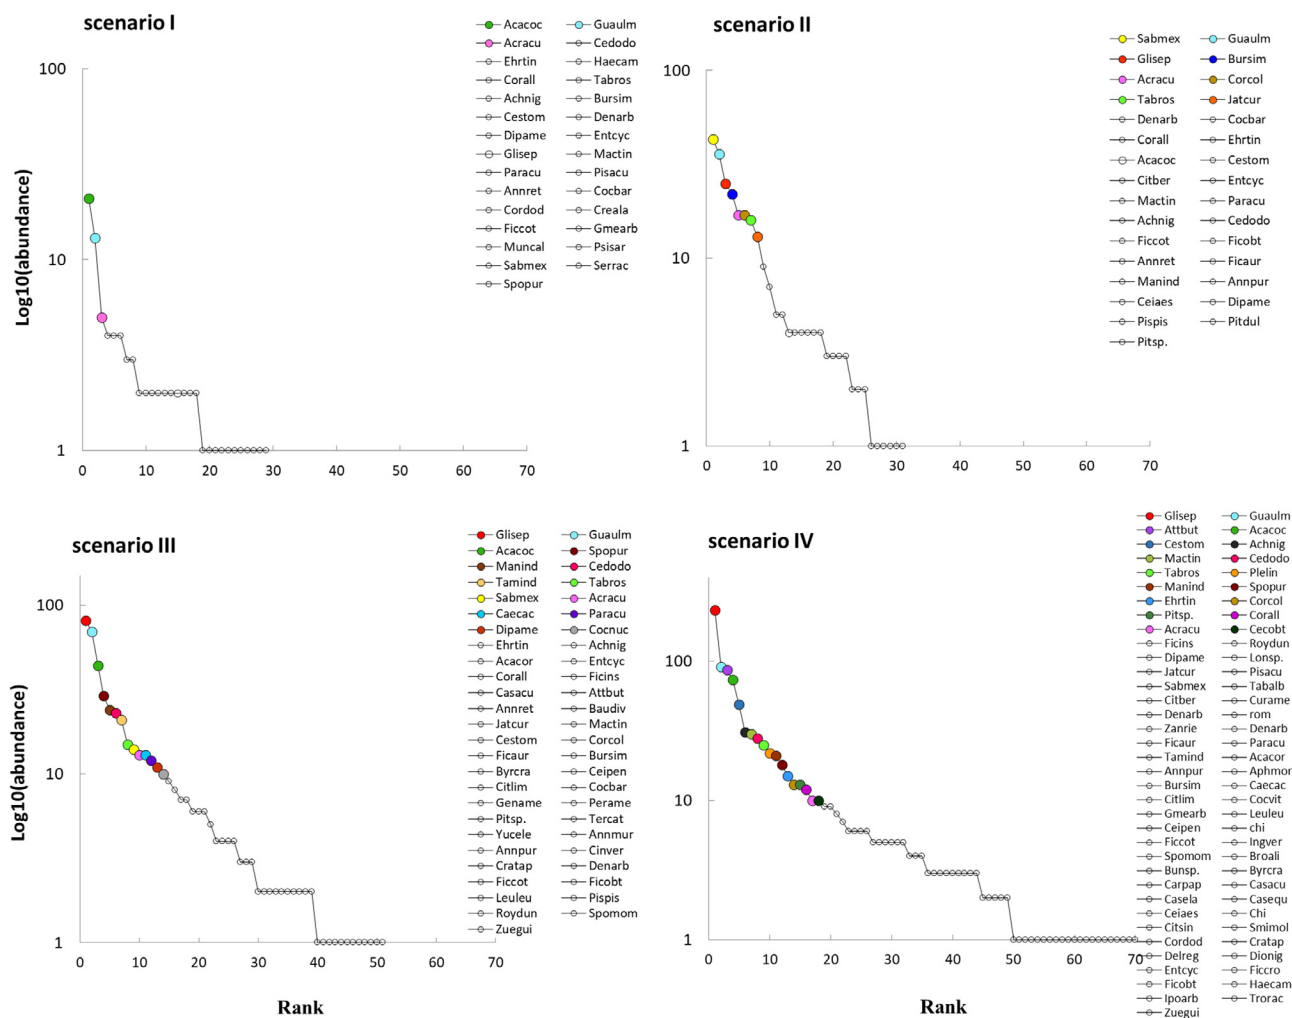 scenario I
Acacoc Guaulm
Acracu Cedodo
Ehrtin Haecam
Corall Tabros
Achnig Bursim
Cestom Denarb
Dipame Entcyc
Glisep Mactin
Paracu Pisacu
Annret Cocbar
Cordod Creala
Ficcot Gmearb
Muncal Psisar
Sabmex Serrac
Spopur
Log10(abundance)
100
10
1
0 10 20 30 40 50 60 70
scenario II
Sabmex Guaulm
Glisep Bursim
Acracu Corcol
Tabros Jatcur
Denarb Cocbar
Corall Ehrtin
Acacoc Cestom
Citber Entcyc
Mactin Paracu
Achnig Cedodo
Ficcot Ficobt
Annret Ficaur
Manind Annpur
Ceiaes Dipame
Pispis Pitdul
Pitsp.
100
10
1
0 10 20 30 40 50 60 70
scenario III
Glisep Guaulm
Acacoc Spopur
Manind Cedodo
Tamind Tabros
Sabmex Acracu
Caecac Paracu
Dipame Cocnuc
Ehrtin Achnig
Acacor Entcyc
Corall Ficins
Casacu Attbut
Annret Baudiv
Jatcur Mactin
Cestom Corcol
Ficaur Bursim
Byrcra Ceipen
Citlim Cocbar
Gename Perame
Pitsp. Tercat
Yucele Annmur
Annpur Cinver
Cratap Denarb
Ficcot Ficobt
Leuleu Pispis
Roydun Spomom
Zuegui
Log10(abundance)
100
10
1
0 10 20 30 40 50 60 70
Rank
scenario IV
Glisep Guaulm
Attbut Acacoc
Cestom Achnig
Mactin Cedodo
Tabros Plelin
Manind Spopur
Ehrtin Corcol
Pitsp. Corall
Acracu Cecobt
Ficins Roydun
Dipame Lonsp.
Jatcur Pisacu
Sabmex Tabalb
Citber Curame
Denarb rom
Zanrie Denarb
Ficaur Paracu
Tamind Acacor
Annpur Aphmor
Bursim Caecac
Citlim Cocvit
Gmearb Leuleu
Ceipen chi
Ficcot Ingver
Spomom Broali
Bunsp. Byrcra
Carpap Casacu
Casela Casequ
Ceiaes Chi
Citsin Smimol
Cordod Cratap
Delreg Dionig
Entcyc Ficcro
Ficobt Haecam
Ipoarb Trorac
Zuegui
100
10
1
0 10 20 30 40 50 60 70
Rank